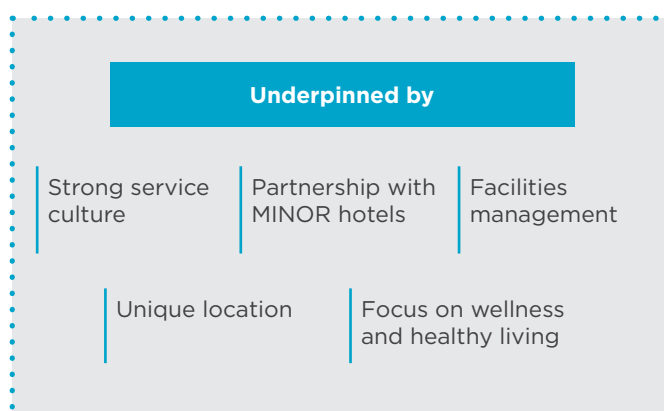 Underpinned by
Strong service
culture
Partnership with
MINOR hotels
Facilities
management
Unique location
Focus on wellness
and healthy living